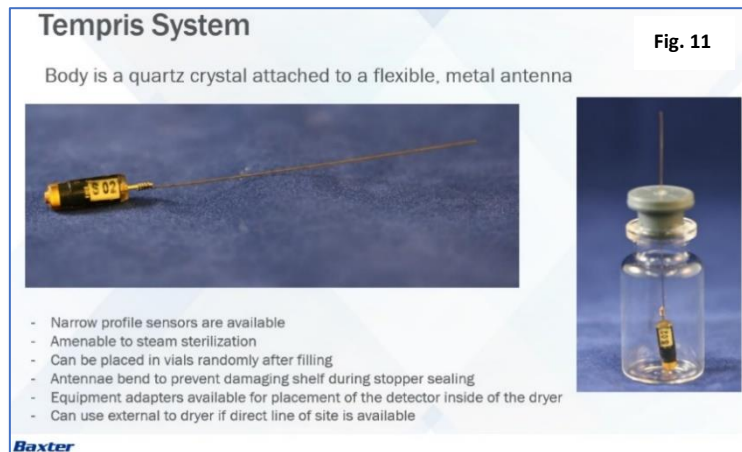 Tempris System
Fig. 11
Body is a quartz crystal attached to a flexible, metal antenna
S 02
- Narrow profile sensors are available
- Amenable to steam sterilization
- Can be placed in vials randomly after filling
- Antennae bend to prevent damaging shelf during stopper sealing
- Equipment adapters available for placement of the detector inside of the dryer
- Can use external to dryer if direct line of site is available
Baxter